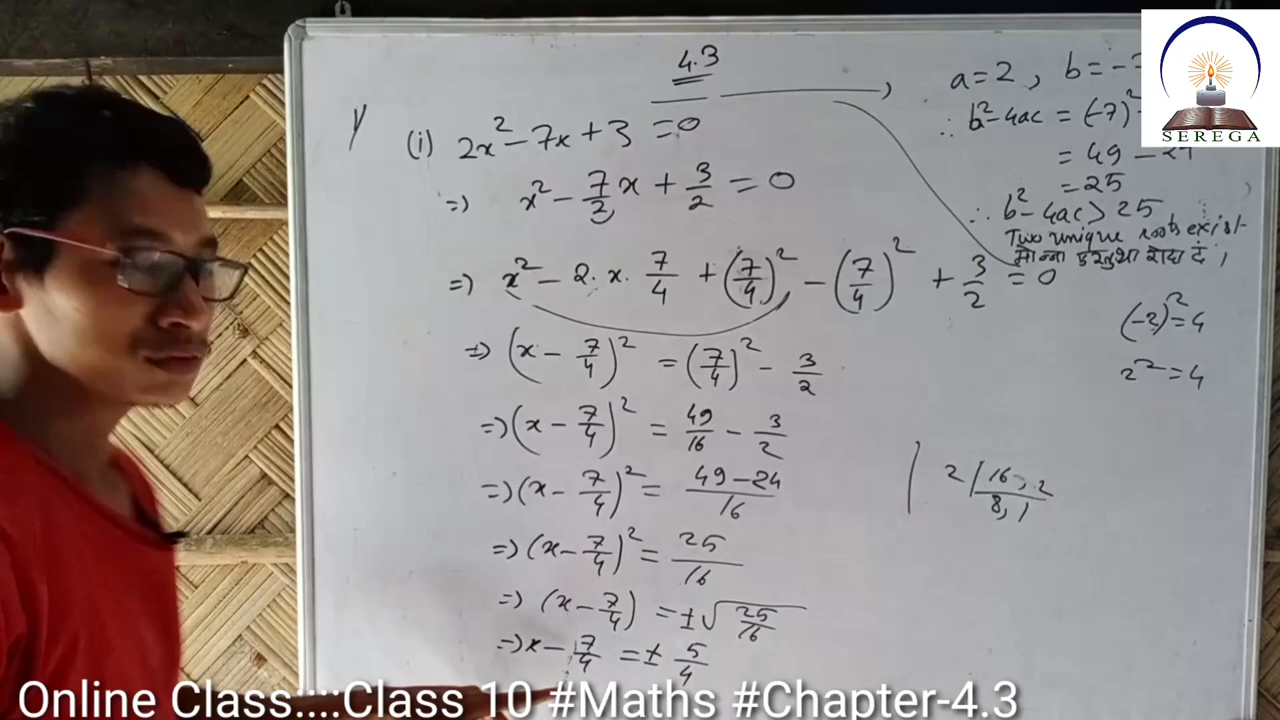 4.3
(i) 2x² - 7x + 3 = 0
=> x² - 7/2 x + 3/2 = 0
=> x² - 2. x. 7/4 + (7/4)² - (7/4)² + 3/2 = 0
=> (x - 7/4)² = (7/4)² - 3/2
=> (x - 7/4)² = 49/16 - 3/2
=> (x - 7/4)² = 49-24/16
=> (x - 7/4)² = 25/16
=> (x - 7/4) = ±√25/16
=> x - 7/4 = ± 5/4
a = 2, b = -
∴ b² - 4ac = (-7)²
= 49 - 24
= 25
∴ b² - 4ac > 25
Two unique roots exist
(-2)² = 4
2² = 4
2 | 16, 2
8, 1
SEREGA
Online Class::::Class 10 #Maths #Chapter-4.3